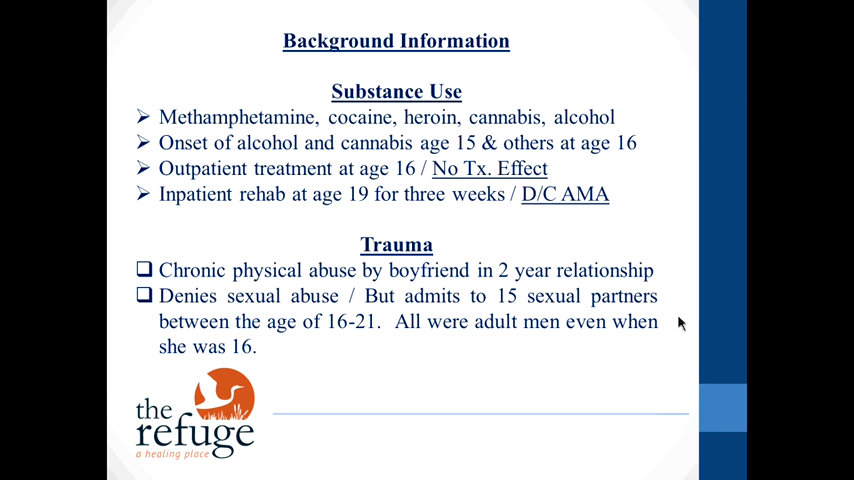 Background Information
Substance Use
Methamphetamine, cocaine, heroin, cannabis, alcohol
Onset of alcohol and cannabis age 15 & others at age 16
Outpatient treatment at age 16 / No Tx. Effect
Inpatient rehab at age 19 for three weeks / D/C AMA
Trauma
Chronic physical abuse by boyfriend in 2 year relationship
Denies sexual abuse / But admits to 15 sexual partners
between the age of 16-21. All were adult men even when
she was 16.
the
refuge
a healing place